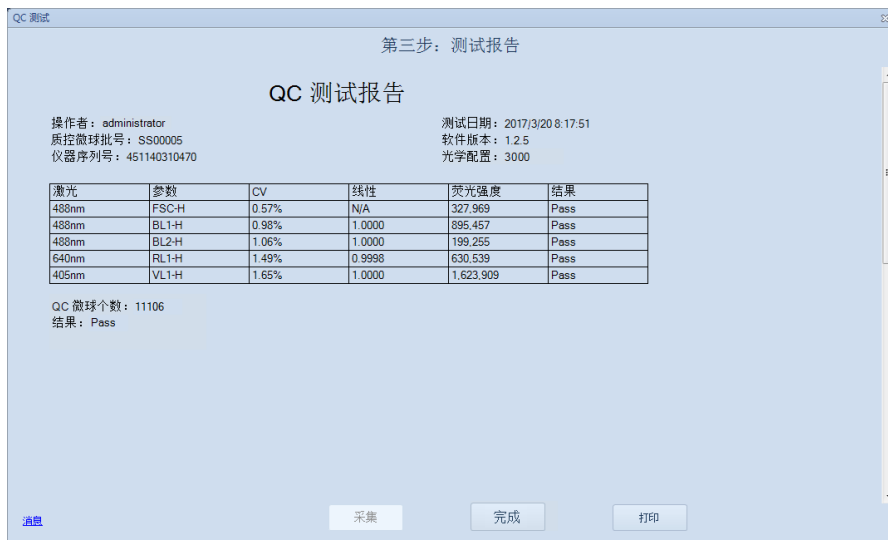 QC 测试
第三步：测试报告
QC 测试报告
操作者：administrator 测试日期：2017/3/20 8:17:51
质控微球批号：SS00005 软件版本：1.2.5
仪器序列号：451140310470 光学配置：3000
激光 参数 CV 线性 荧光强度 结果
488nm FSC-H 0.57% N/A 327,969 Pass
488nm BL1-H 0.98% 1.0000 895,457 Pass
488nm BL2-H 1.06% 1.0000 199,255 Pass
640nm RL1-H 1.49% 0.9998 630,539 Pass
405nm VL1-H 1.65% 1.0000 1,623,909 Pass
QC 微球个数：11106
结果：Pass
消息 采集 完成 打印